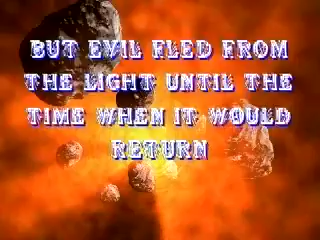 BUT EVIL FLED FROM
THE LIGHT UNTIL THE
TIME WHEN IT WOULD
RETURN